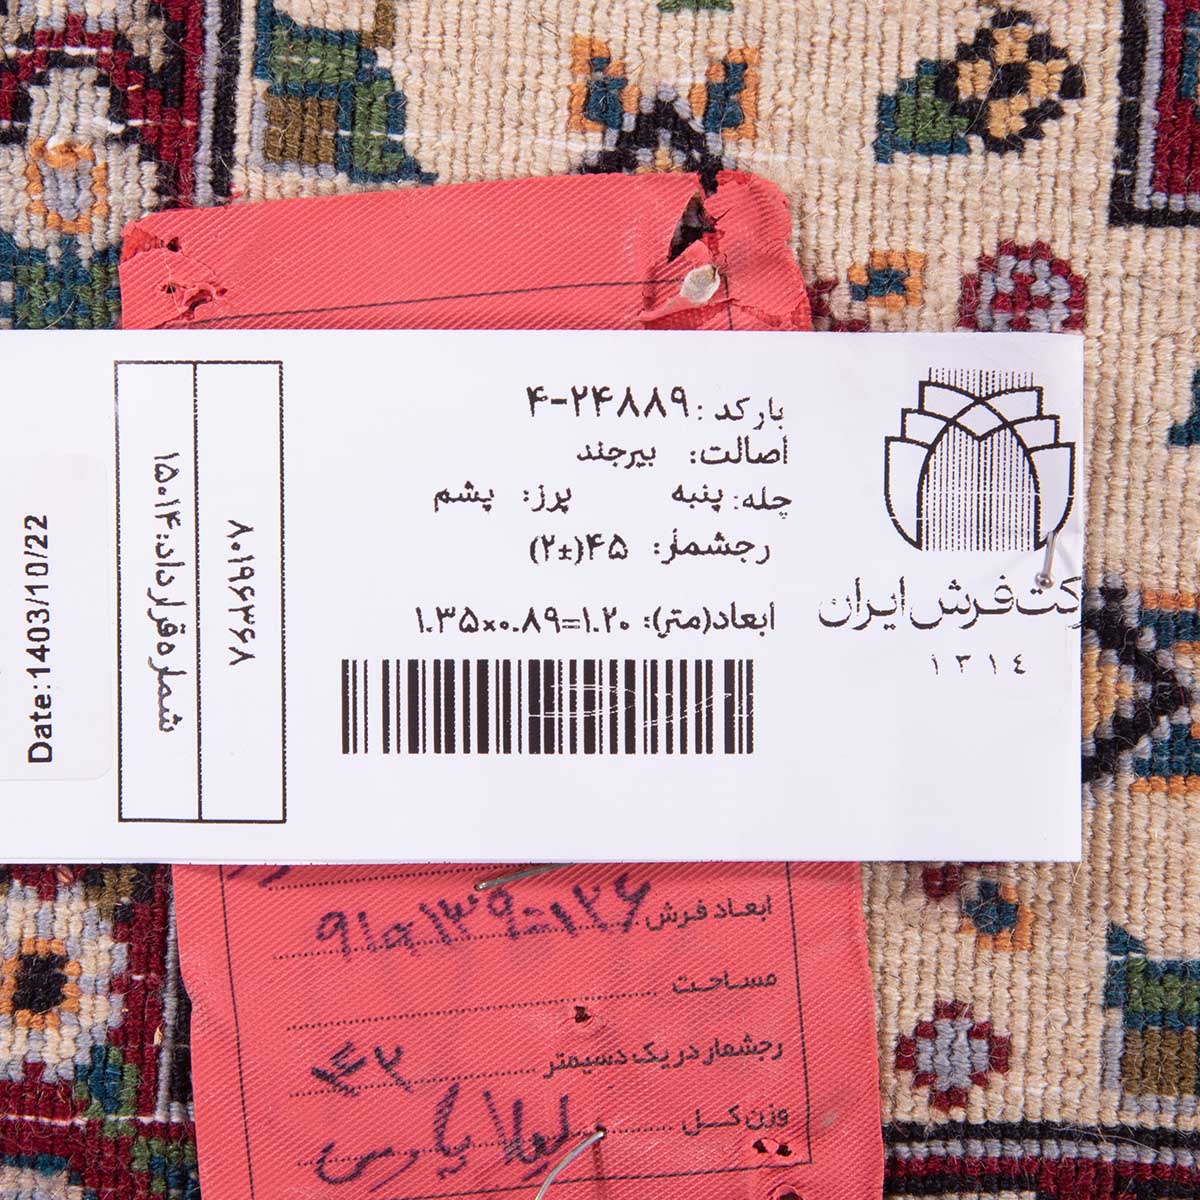 بارکد: ۴-۲۴۸۸۹
اصالت: بیرجند
چله: پنبه پرز: پشم
رجشمار: ۴۵(±۲)
ابعاد(متر): ۱.۳۵×۰.۸۹=۱.۲۰
کت فرش ایران
۱۳۱۴
۸۰۱۹۶۳۶۸
شماره قرارداد: ۱۵۰۱۴
Date: 1403/10/22
ابعاد فرش
مساحت
رجشمار در یک دسیمتر ۴۲
وزن کل